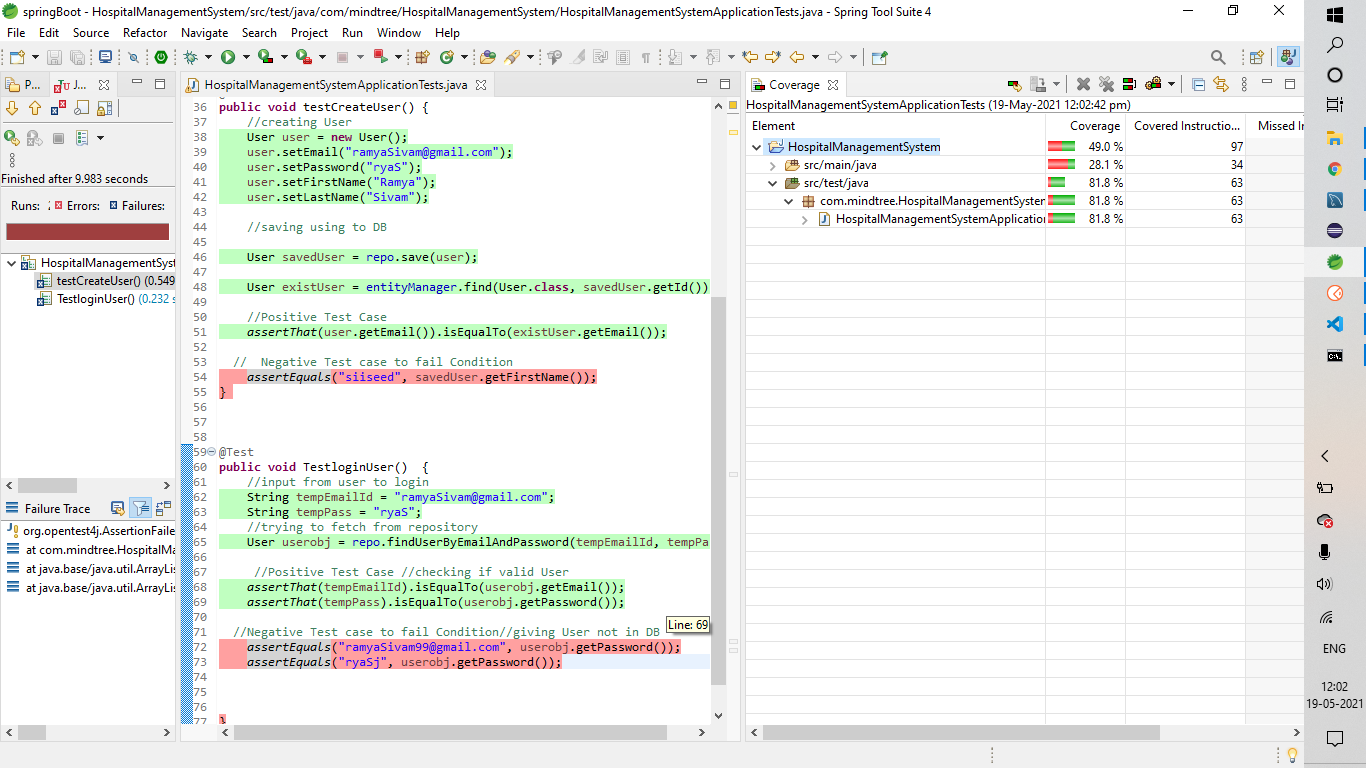 springBoot - HospitalManagementSystem/src/test/java/com/mindtree/HospitalManagementSystem/HospitalManagementSystemApplicationTests.java - Spring Tool Suite 4
File Edit Source Refactor Navigate Search Project Run Window Help
P... J...
Finished after 9.983 seconds
Runs: Errors: Failures:
HospitalManagementSyst
testCreateUser() (0.549
TestloginUser() (0.232 s
Failure Trace
org.opentest4j.AssertionFaile
at com.mindtree.HospitalMa
at java.base/java.util.ArrayLis
at java.base/java.util.ArrayLis
HospitalManagementSystemApplicationTests.java
36 public void testCreateUser() {
37 //creating User
38 User user = new User();
39 user.setEmail("ramyaSivam@gmail.com");
40 user.setPassword("ryaS");
41 user.setFirstName("Ramya");
42 user.setLastName("Sivam");
43
44 //saving using to DB
45
46 User savedUser = repo.save(user);
47
48 User existUser = entityManager.find(User.class, savedUser.getId())
49
50 //Positive Test Case
51 assertThat(user.getEmail()).isEqualTo(existUser.getEmail());
52
53 // Negative Test case to fail Condition
54 assertEquals("siiseed", savedUser.getFirstName());
55 }
56
57
58
59 @Test
60 public void TestloginUser() {
61 //input from user to login
62 String tempEmailId = "ramyaSivam@gmail.com";
63 String tempPass = "ryaS";
64 //trying to fetch from repository
65 User userobj = repo.findUserByEmailAndPassword(tempEmailId, tempPa
66
67 //Positive Test Case //checking if valid User
68 assertThat(tempEmailId).isEqualTo(userobj.getEmail());
69 assertThat(tempPass).isEqualTo(userobj.getPassword());
70
71 //Negative Test case to fail Condition//giving User not in DB
Line: 69
72 assertEquals("ramyaSivam99@gmail.com", userobj.getPassword());
73 assertEquals("ryaSj", userobj.getPassword());
74
75
76
77 }
Coverage
HospitalManagementSystemApplicationTests (19-May-2021 12:02:42 pm)
Element Coverage Covered Instructio... Missed In
HospitalManagementSystem 49.0 % 97
src/main/java 28.1 % 34
src/test/java 81.8 % 63
com.mindtree.HospitalManagementSyster 81.8 % 63
HospitalManagementSystemApplication 81.8 % 63
ENG
12:02
19-05-2021